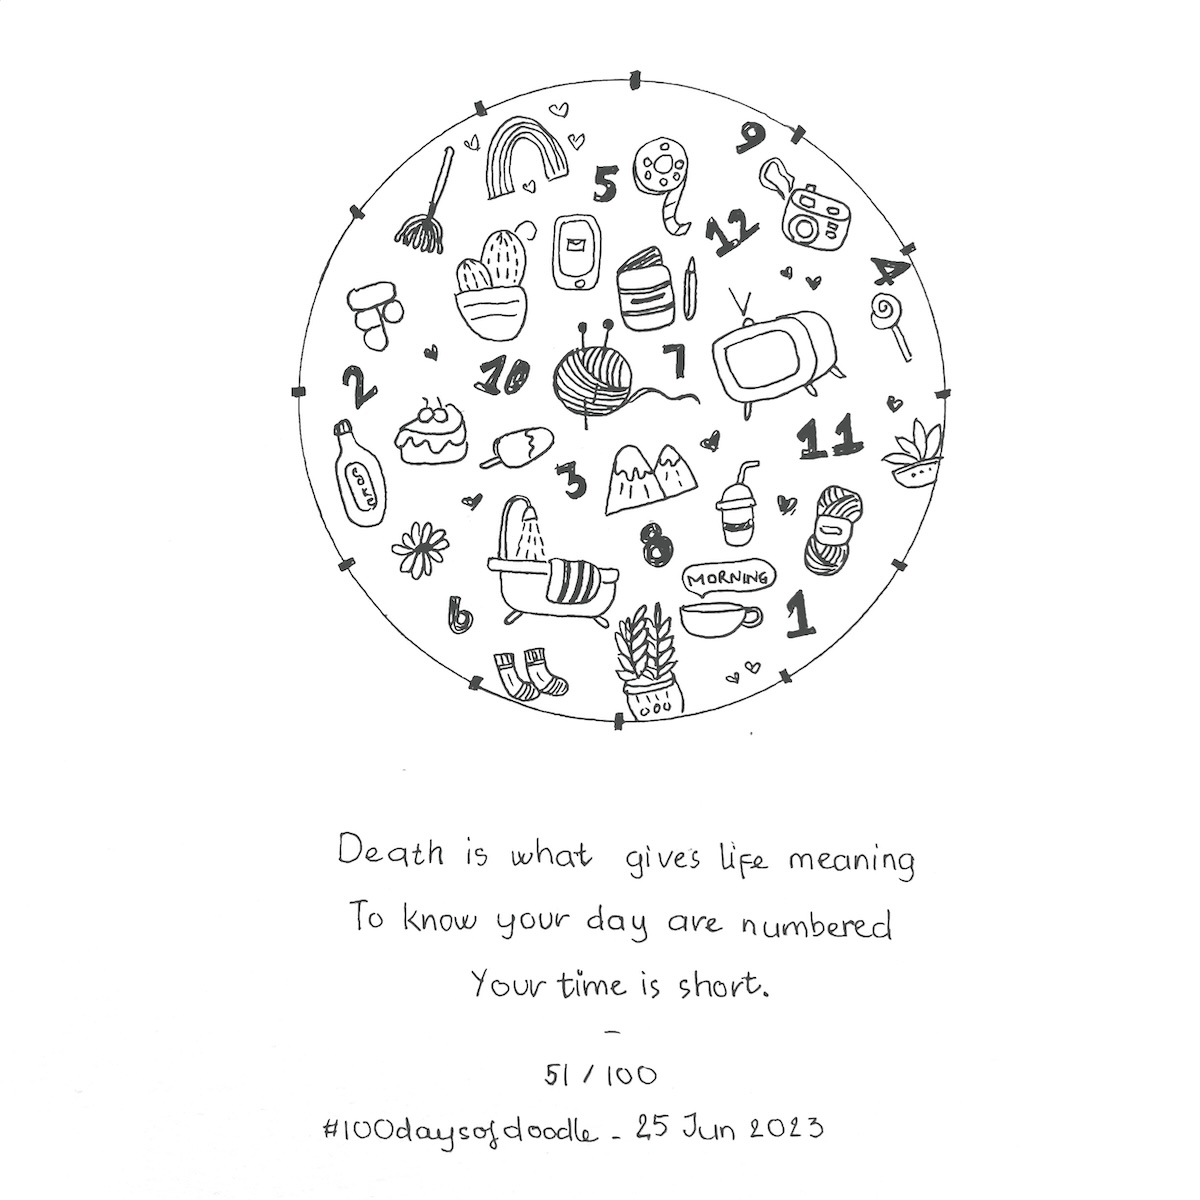 5
9
12
4
7
10
2
11
3
8
MORNING
6
1
Death is what gives life meaning
To know your day are numbered
Your time is short.
–
51 / 100
#100daysofdoodle - 25 Jun 2023